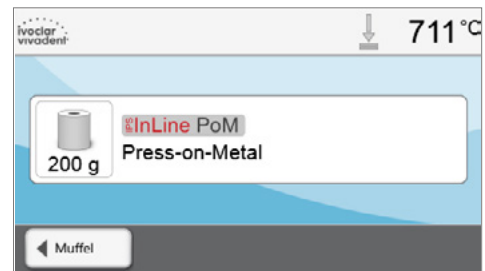 ivoclar
vivadent
711°C
IPS InLine PoM
Press-on-Metal
200 g
Muffel